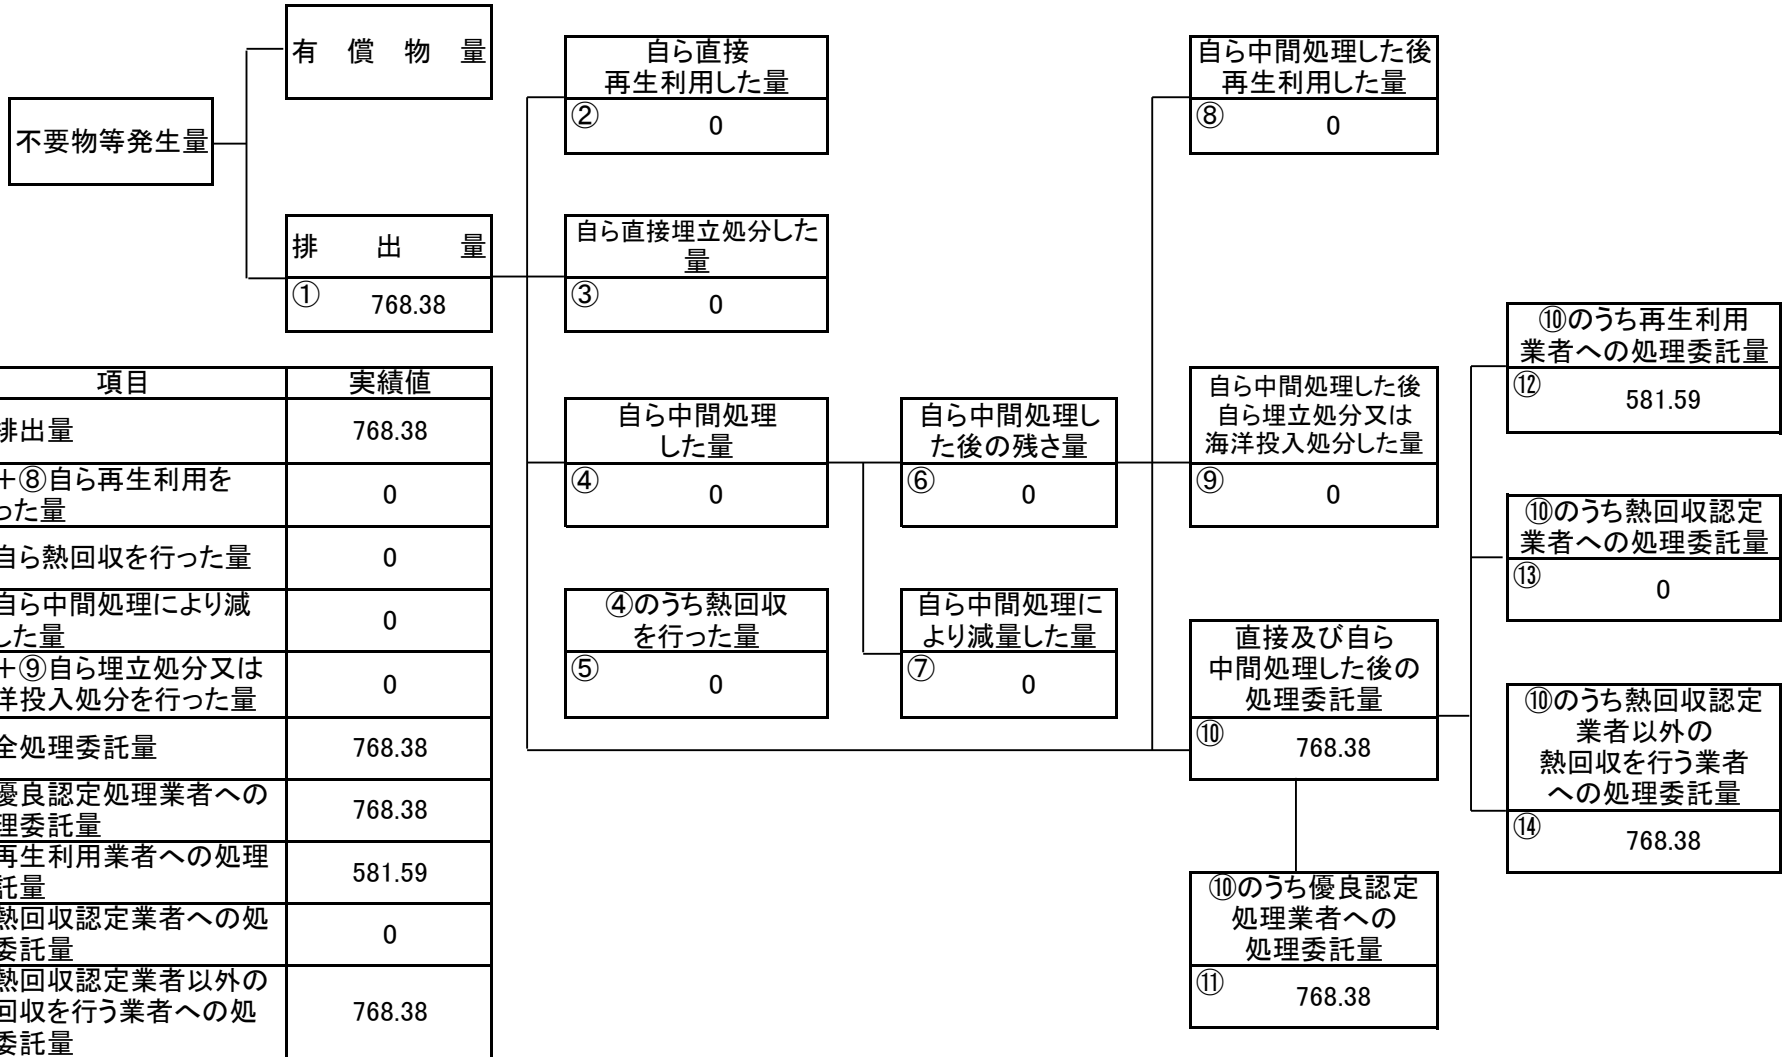 有償物量
不要物等発生量
排出量
①
768.38
自ら直接
再生利用した量
②
0
自ら直接埋立処分した
量
③
0
自ら中間処理
した量
④
0
④のうち熱回収
を行った量
⑤
0
自ら中間処理し
た後の残さ量
⑥
0
自ら中間処理に
より減量した量
⑦
0
自ら中間処理した後
再生利用した量
⑧
0
自ら中間処理した後
自ら埋立処分又は
海洋投入処分した量
⑨
0
直接及び自ら
中間処理した後の
処理委託量
⑩
768.38
⑩のうち優良認定
処理業者への
処理委託量
⑪
768.38
⑩のうち再生利用
業者への処理委託量
⑫
581.59
⑩のうち熱回収認定
業者への処理委託量
⑬
0
⑩のうち熱回収認定
業者以外の
熱回収を行う業者
への処理委託量
⑭
768.38
項目 実績値
排出量 768.38
+⑧自ら再生利用を
った量
0
自ら熱回収を行った量 0
自ら中間処理により減
した量
0
+⑨自ら埋立処分又は
洋投入処分を行った量
0
全処理委託量 768.38
優良認定処理業者への
理委託量
768.38
再生利用業者への処理
託量
581.59
熱回収認定業者への処
委託量
0
熱回収認定業者以外の
回収を行う業者への処
委託量
768.38